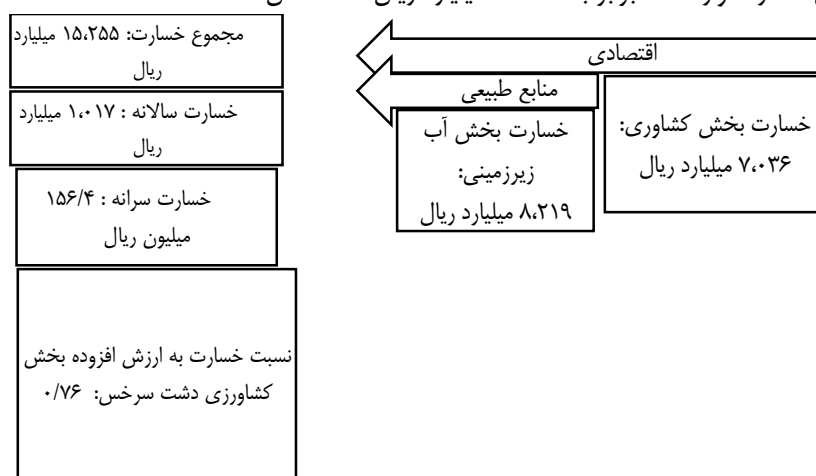 اقتصادی
منابع طبیعی
خسارت بخش کشاوری:
۷،۰۳۶ میلیارد ریال
خسارت بخش آب
زیرزمینی:
۸،۲۱۹ میلیارد ریال
مجموع خسارت: ۱۵،۲۵۵ میلیارد
ریال
خسارت سالانه : ۱،۰۱۷ میلیارد
ریال
خسارت سرانه : ۱۵۶/۴
میلیون ریال
نسبت خسارت به ارزش افزوده بخش
کشاورزی دشت سرخس: ۰/۷۶